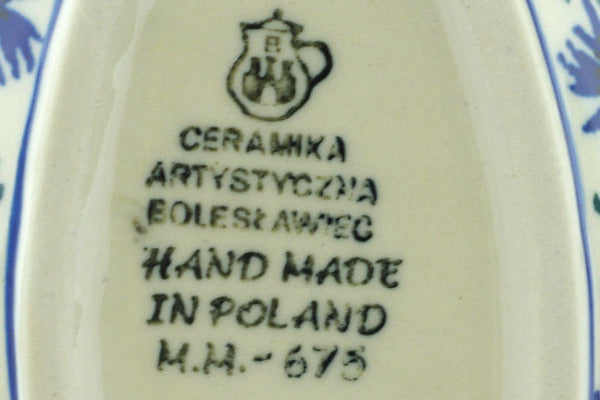 CERAMIKA
ARTYSTYCZNA
BOLESŁAWIEC
HAND MADE
IN POLAND
M.M.-675